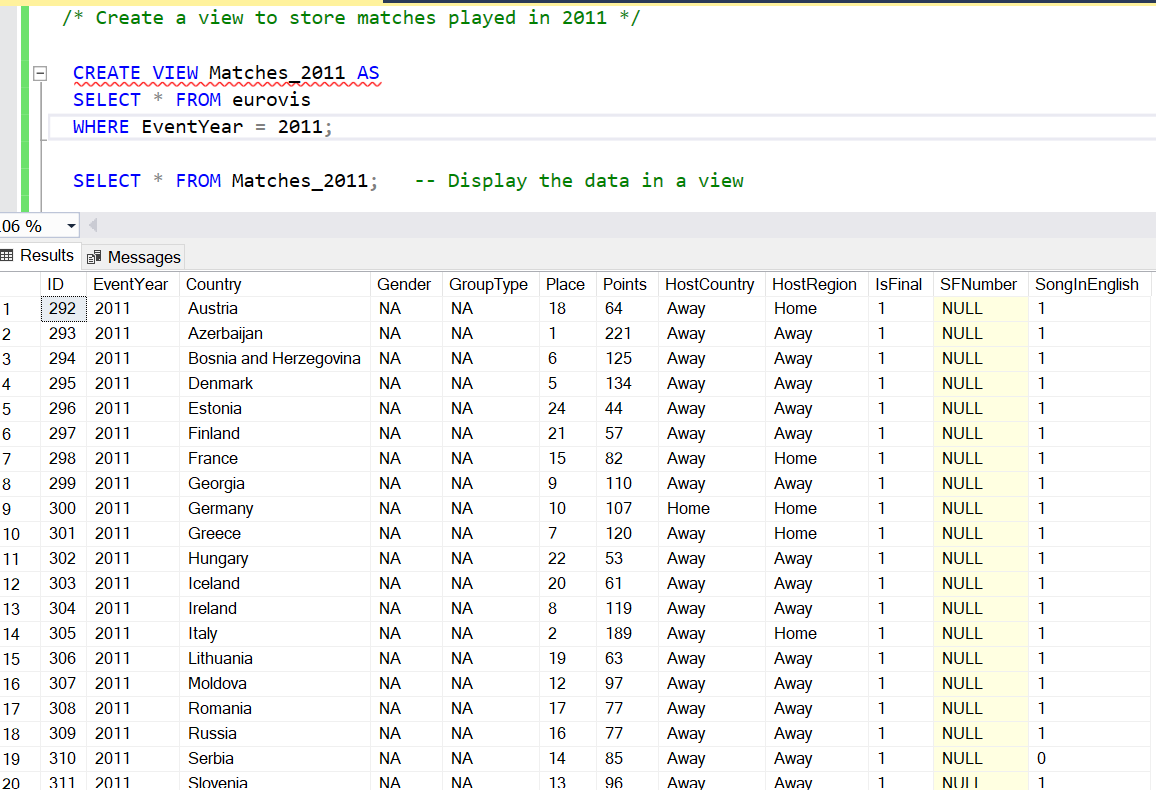 /* Create a view to store matches played in 2011 */
CREATE VIEW Matches_2011 AS
SELECT * FROM eurovis
WHERE EventYear = 2011;
SELECT * FROM Matches_2011; -- Display the data in a view
.06 %
Results Messages
ID EventYear Country Gender GroupType Place Points HostCountry HostRegion IsFinal SFNumber SongInEnglish
1 292 2011 Austria NA NA 18 64 Away Home 1 NULL 1
2 293 2011 Azerbaijan NA NA 1 221 Away Away 1 NULL 1
3 294 2011 Bosnia and Herzegovina NA NA 6 125 Away Away 1 NULL 1
4 295 2011 Denmark NA NA 5 134 Away Away 1 NULL 1
5 296 2011 Estonia NA NA 24 44 Away Away 1 NULL 1
6 297 2011 Finland NA NA 21 57 Away Away 1 NULL 1
7 298 2011 France NA NA 15 82 Away Home 1 NULL 1
8 299 2011 Georgia NA NA 9 110 Away Away 1 NULL 1
9 300 2011 Germany NA NA 10 107 Home Home 1 NULL 1
10 301 2011 Greece NA NA 7 120 Away Home 1 NULL 1
11 302 2011 Hungary NA NA 22 53 Away Away 1 NULL 1
12 303 2011 Iceland NA NA 20 61 Away Away 1 NULL 1
13 304 2011 Ireland NA NA 8 119 Away Away 1 NULL 1
14 305 2011 Italy NA NA 2 189 Away Home 1 NULL 1
15 306 2011 Lithuania NA NA 19 63 Away Away 1 NULL 1
16 307 2011 Moldova NA NA 12 97 Away Away 1 NULL 1
17 308 2011 Romania NA NA 17 77 Away Away 1 NULL 1
18 309 2011 Russia NA NA 16 77 Away Away 1 NULL 1
19 310 2011 Serbia NA NA 14 85 Away Away 1 NULL 0
20 311 2011 Slovenia NA NA 13 96 Away Away 1 NULL 1